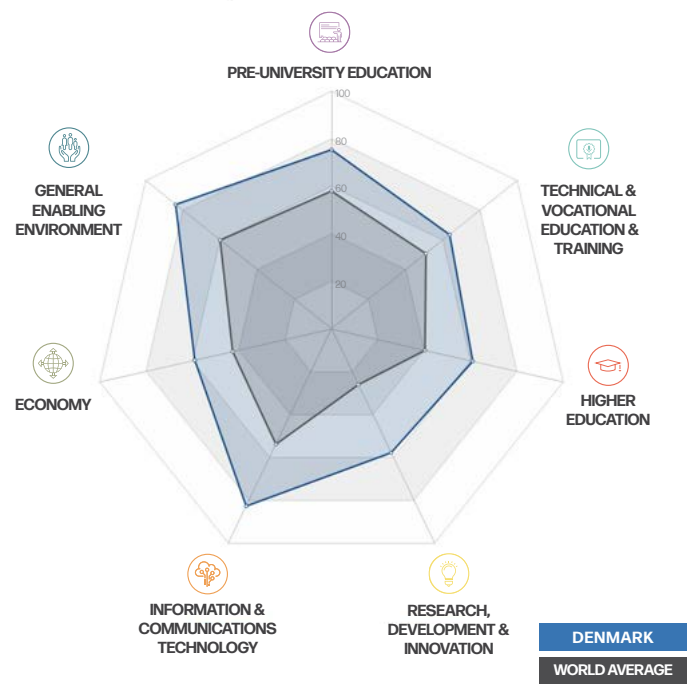 PRE-UNIVERSITY EDUCATION
100
80
60
40
20
GENERAL
ENABLING
ENVIRONMENT
TECHNICAL &
VOCATIONAL
EDUCATION &
TRAINING
ECONOMY
HIGHER
EDUCATION
INFORMATION &
COMMUNICATIONS
TECHNOLOGY
RESEARCH,
DEVELOPMENT &
INNOVATION
DENMARK
WORLD AVERAGE